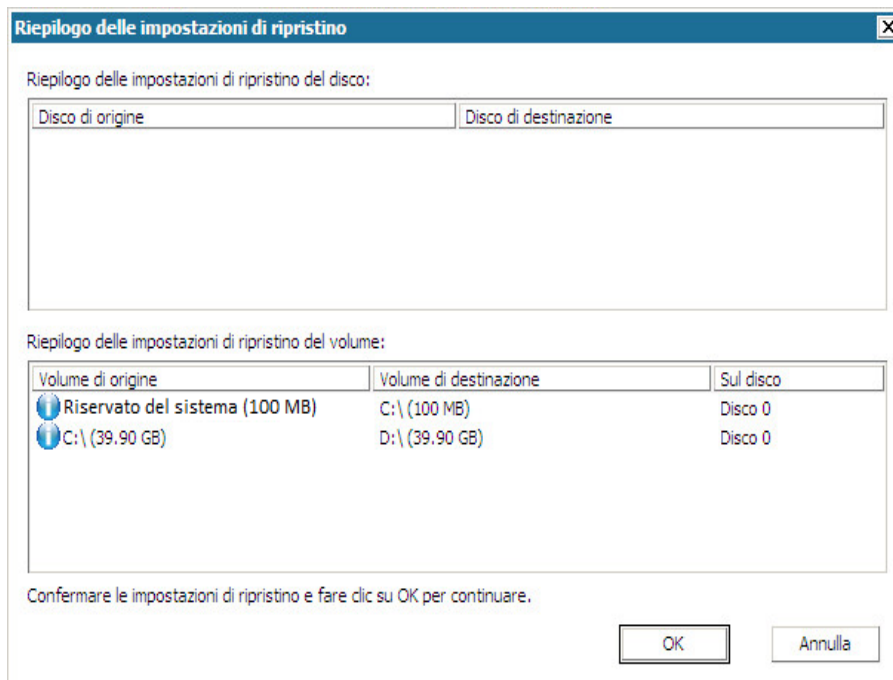 Riepilogo delle impostazioni di ripristino
Riepilogo delle impostazioni di ripristino del disco:
Disco di origine Disco di destinazione
Riepilogo delle impostazioni di ripristino del volume:
Volume di origine Volume di destinazione Sul disco
Riservato del sistema (100 MB) C:\ (100 MB) Disco 0
C:\ (39.90 GB) D:\ (39.90 GB) Disco 0
Confermare le impostazioni di ripristino e fare clic su OK per continuare.
OK Annulla